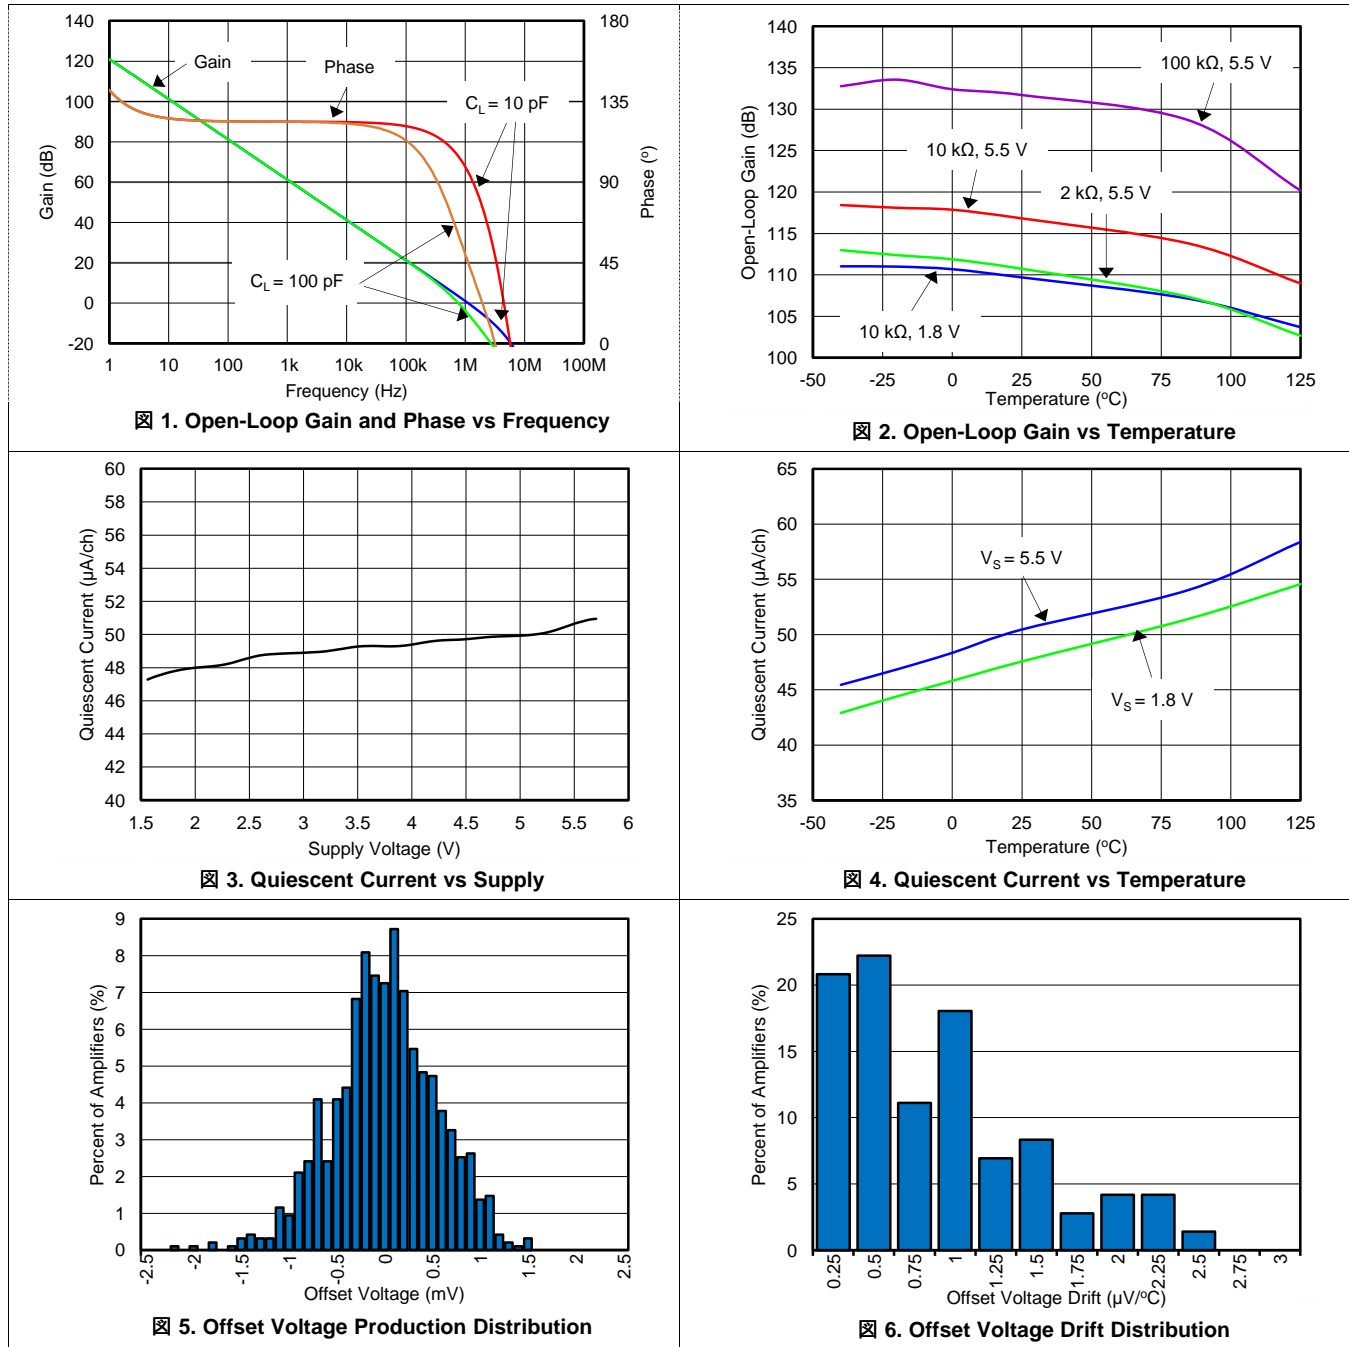 140
120
100
80
60
40
20
0
-20
Gain (dB)
180
135
90
45
0
Phase (º)
Gain
Phase
C_L = 10 pF
C_L = 100 pF
1 10 100 1k 10k 100k 1M 10M 100M
Frequency (Hz)
図 1. Open-Loop Gain and Phase vs Frequency
140
135
130
125
120
115
110
105
100
Open-Loop Gain (dB)
100 kΩ, 5.5 V
10 kΩ, 5.5 V
2 kΩ, 5.5 V
10 kΩ, 1.8 V
-50 -25 0 25 50 75 100 125
Temperature (ºC)
図 2. Open-Loop Gain vs Temperature
60
58
56
54
52
50
48
46
44
42
40
Quiescent Current (µA/ch)
1.5 2 2.5 3 3.5 4 4.5 5 5.5 6
Supply Voltage (V)
図 3. Quiescent Current vs Supply
65
60
55
50
45
40
35
Quiescent Current (µA/ch)
V_S = 5.5 V
V_S = 1.8 V
-50 -25 0 25 50 75 100 125
Temperature (ºC)
図 4. Quiescent Current vs Temperature
9
8
7
6
5
4
3
2
1
0
Percent of Amplifiers (%)
-2.5 -2 -1.5 -1 -0.5 0 0.5 1 1.5 2 2.5
Offset Voltage (mV)
図 5. Offset Voltage Production Distribution
25
20
15
10
5
0
Percent of Amplifiers (%)
0.25 0.5 0.75 1 1.25 1.5 1.75 2 2.25 2.5 2.75 3
Offset Voltage Drift (µV/ºC)
図 6. Offset Voltage Drift Distribution